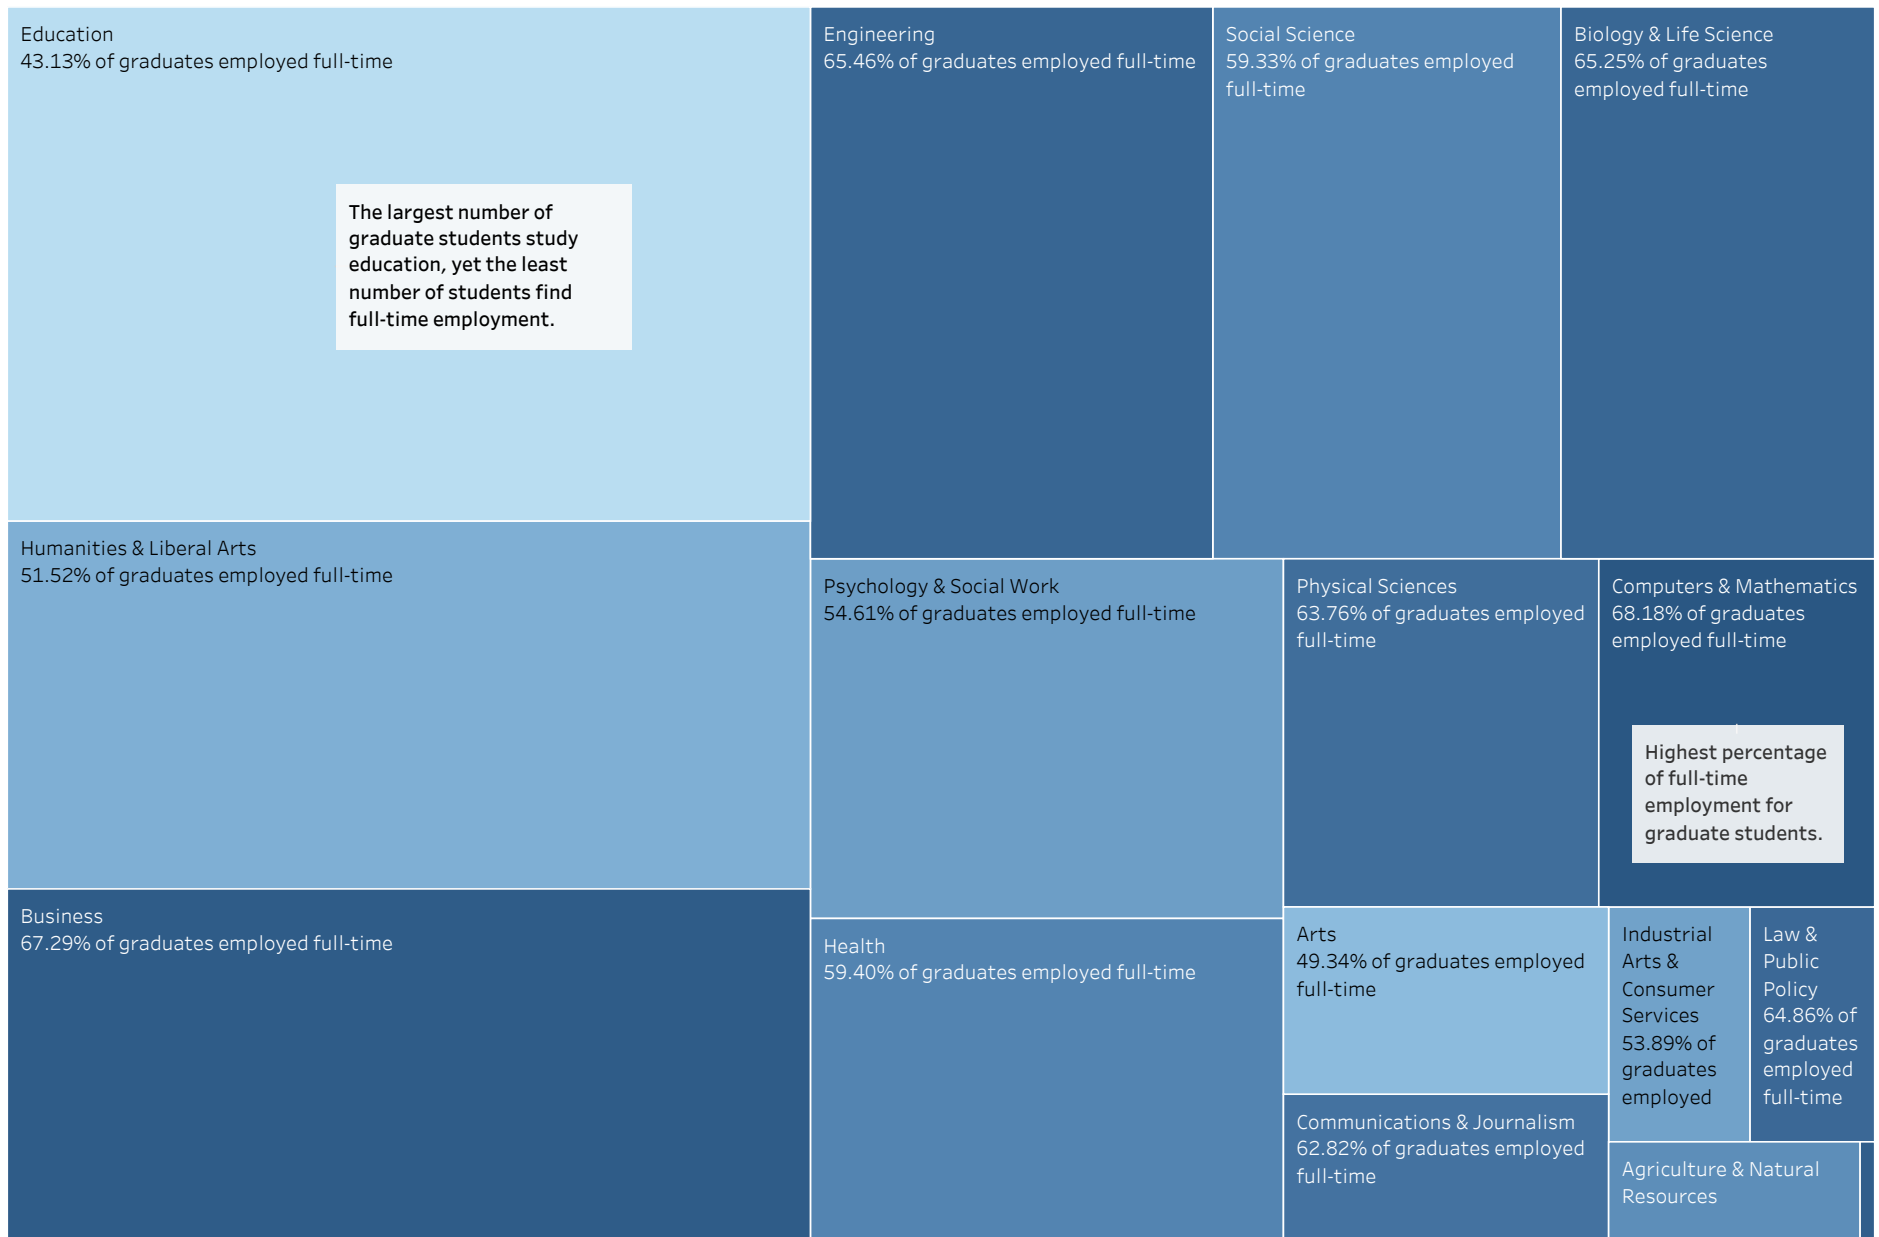 Education
43.13% of graduates employed full-time
The largest number of
graduate students study
education, yet the least
number of students find
full-time employment.
Humanities & Liberal Arts
51.52% of graduates employed full-time
Business
67.29% of graduates employed full-time
Engineering
65.46% of graduates employed full-time
Social Science
59.33% of graduates employed
full-time
Biology & Life Science
65.25% of graduates
employed full-time
Psychology & Social Work
54.61% of graduates employed full-time
Health
59.40% of graduates employed full-time
Physical Sciences
63.76% of graduates employed
full-time
Computers & Mathematics
68.18% of graduates
employed full-time
Highest percentage
of full-time
employment for
graduate students.
Arts
49.34% of graduates employed
full-time
Communications & Journalism
62.82% of graduates employed
full-time
Industrial
Arts &
Consumer
Services
53.89% of
graduates
employed
Law &
Public
Policy
64.86% of
graduates
employed
full-time
Agriculture & Natural
Resources